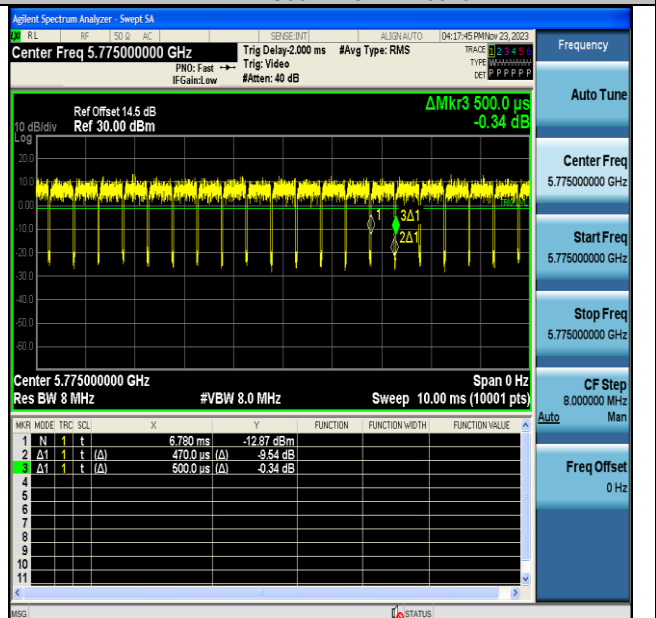 Agilent Spectrum Analyzer - Swept SA
RL RF 50 Ω AC SENSE:INT ALIGN AUTO 04:17:45 PM Nov 23, 2023
Center Freq 5.775000000 GHz
PNO: Fast
IFGain:Low
Trig Delay-2.000 ms
Trig: Video
#Atten: 40 dB
#Avg Type: RMS
TRACE 1 2 3 4 5 6
TYPE
DET P P P P P P
Frequency
Auto Tune
Center Freq
5.775000000 GHz
Start Freq
5.775000000 GHz
Stop Freq
5.775000000 GHz
CF Step
8.000000 MHz
Auto Man
Freq Offset
0 Hz
ΔMkr3 500.0 µs
-0.34 dB
Ref Offset 14.5 dB
10 dB/div Ref 30.00 dBm
Log
20.0
10.0
0.00
-10.0
-20.0
-30.0
-40.0
-50.0
-60.0
1
3Δ1
2Δ1
Center 5.775000000 GHz Span 0 Hz
Res BW 8 MHz #VBW 8.0 MHz Sweep 10.00 ms (10001 pts)
MKR MODE TRC SCL X Y FUNCTION FUNCTION WIDTH FUNCTION VALUE
1 N 1 t 6.780 ms -12.87 dBm
2 Δ1 1 t (Δ) 470.0 µs (Δ) -9.54 dB
3 Δ1 1 t (Δ) 500.0 µs (Δ) -0.34 dB
4
5
6
7
8
9
10
11
MSG STATUS